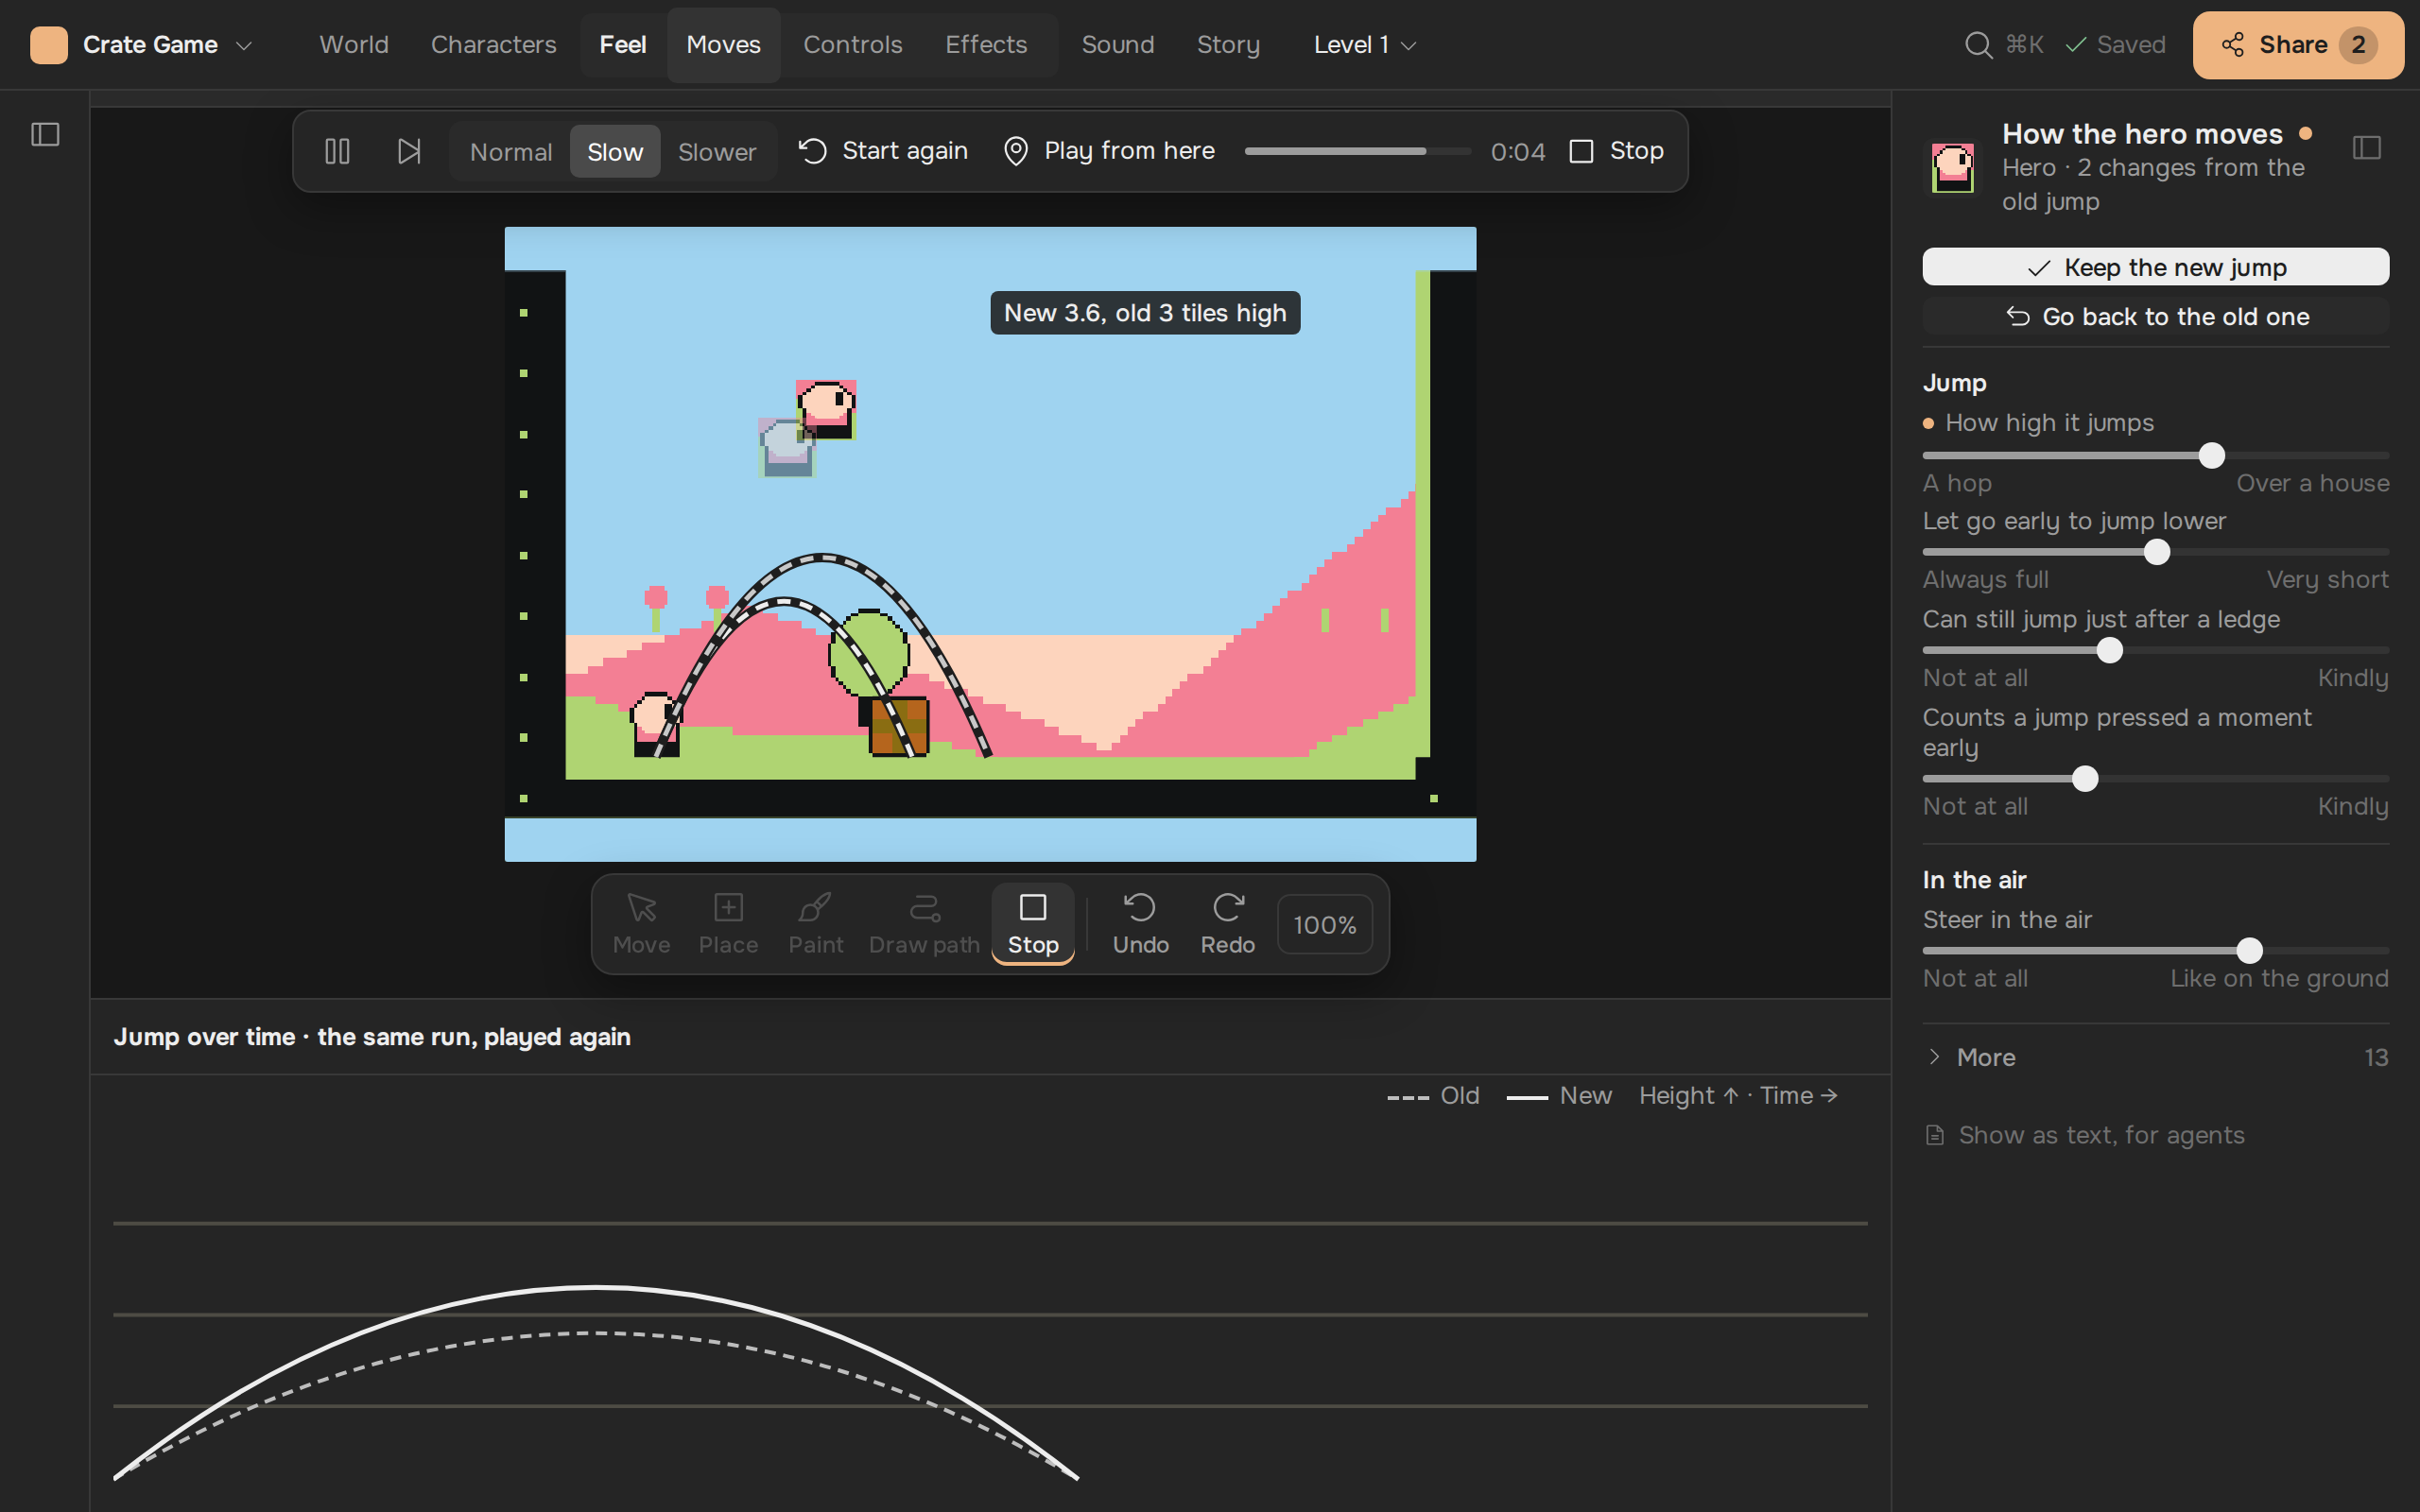 Crate Game
World
Characters
Feel
Moves
Controls
Effects
Sound
Story
Level 1
⌘K
Saved
Share 2
Normal
Slow
Slower
Start again
Play from here
0:04
Stop
How the hero moves
Hero · 2 changes from the
old jump
Keep the new jump
Go back to the old one
New 3.6, old 3 tiles high
Jump
How high it jumps
A hop
Over a house
Let go early to jump lower
Always full
Very short
Can still jump just after a ledge
Not at all
Kindly
Counts a jump pressed a moment
early
Not at all
Kindly
In the air
Steer in the air
Not at all
Like on the ground
More
13
Show as text, for agents
Move
Place
Paint
Draw path
Stop
Undo
Redo
100%
Jump over time · the same run, played again
Old
New
Height ↑ · Time →